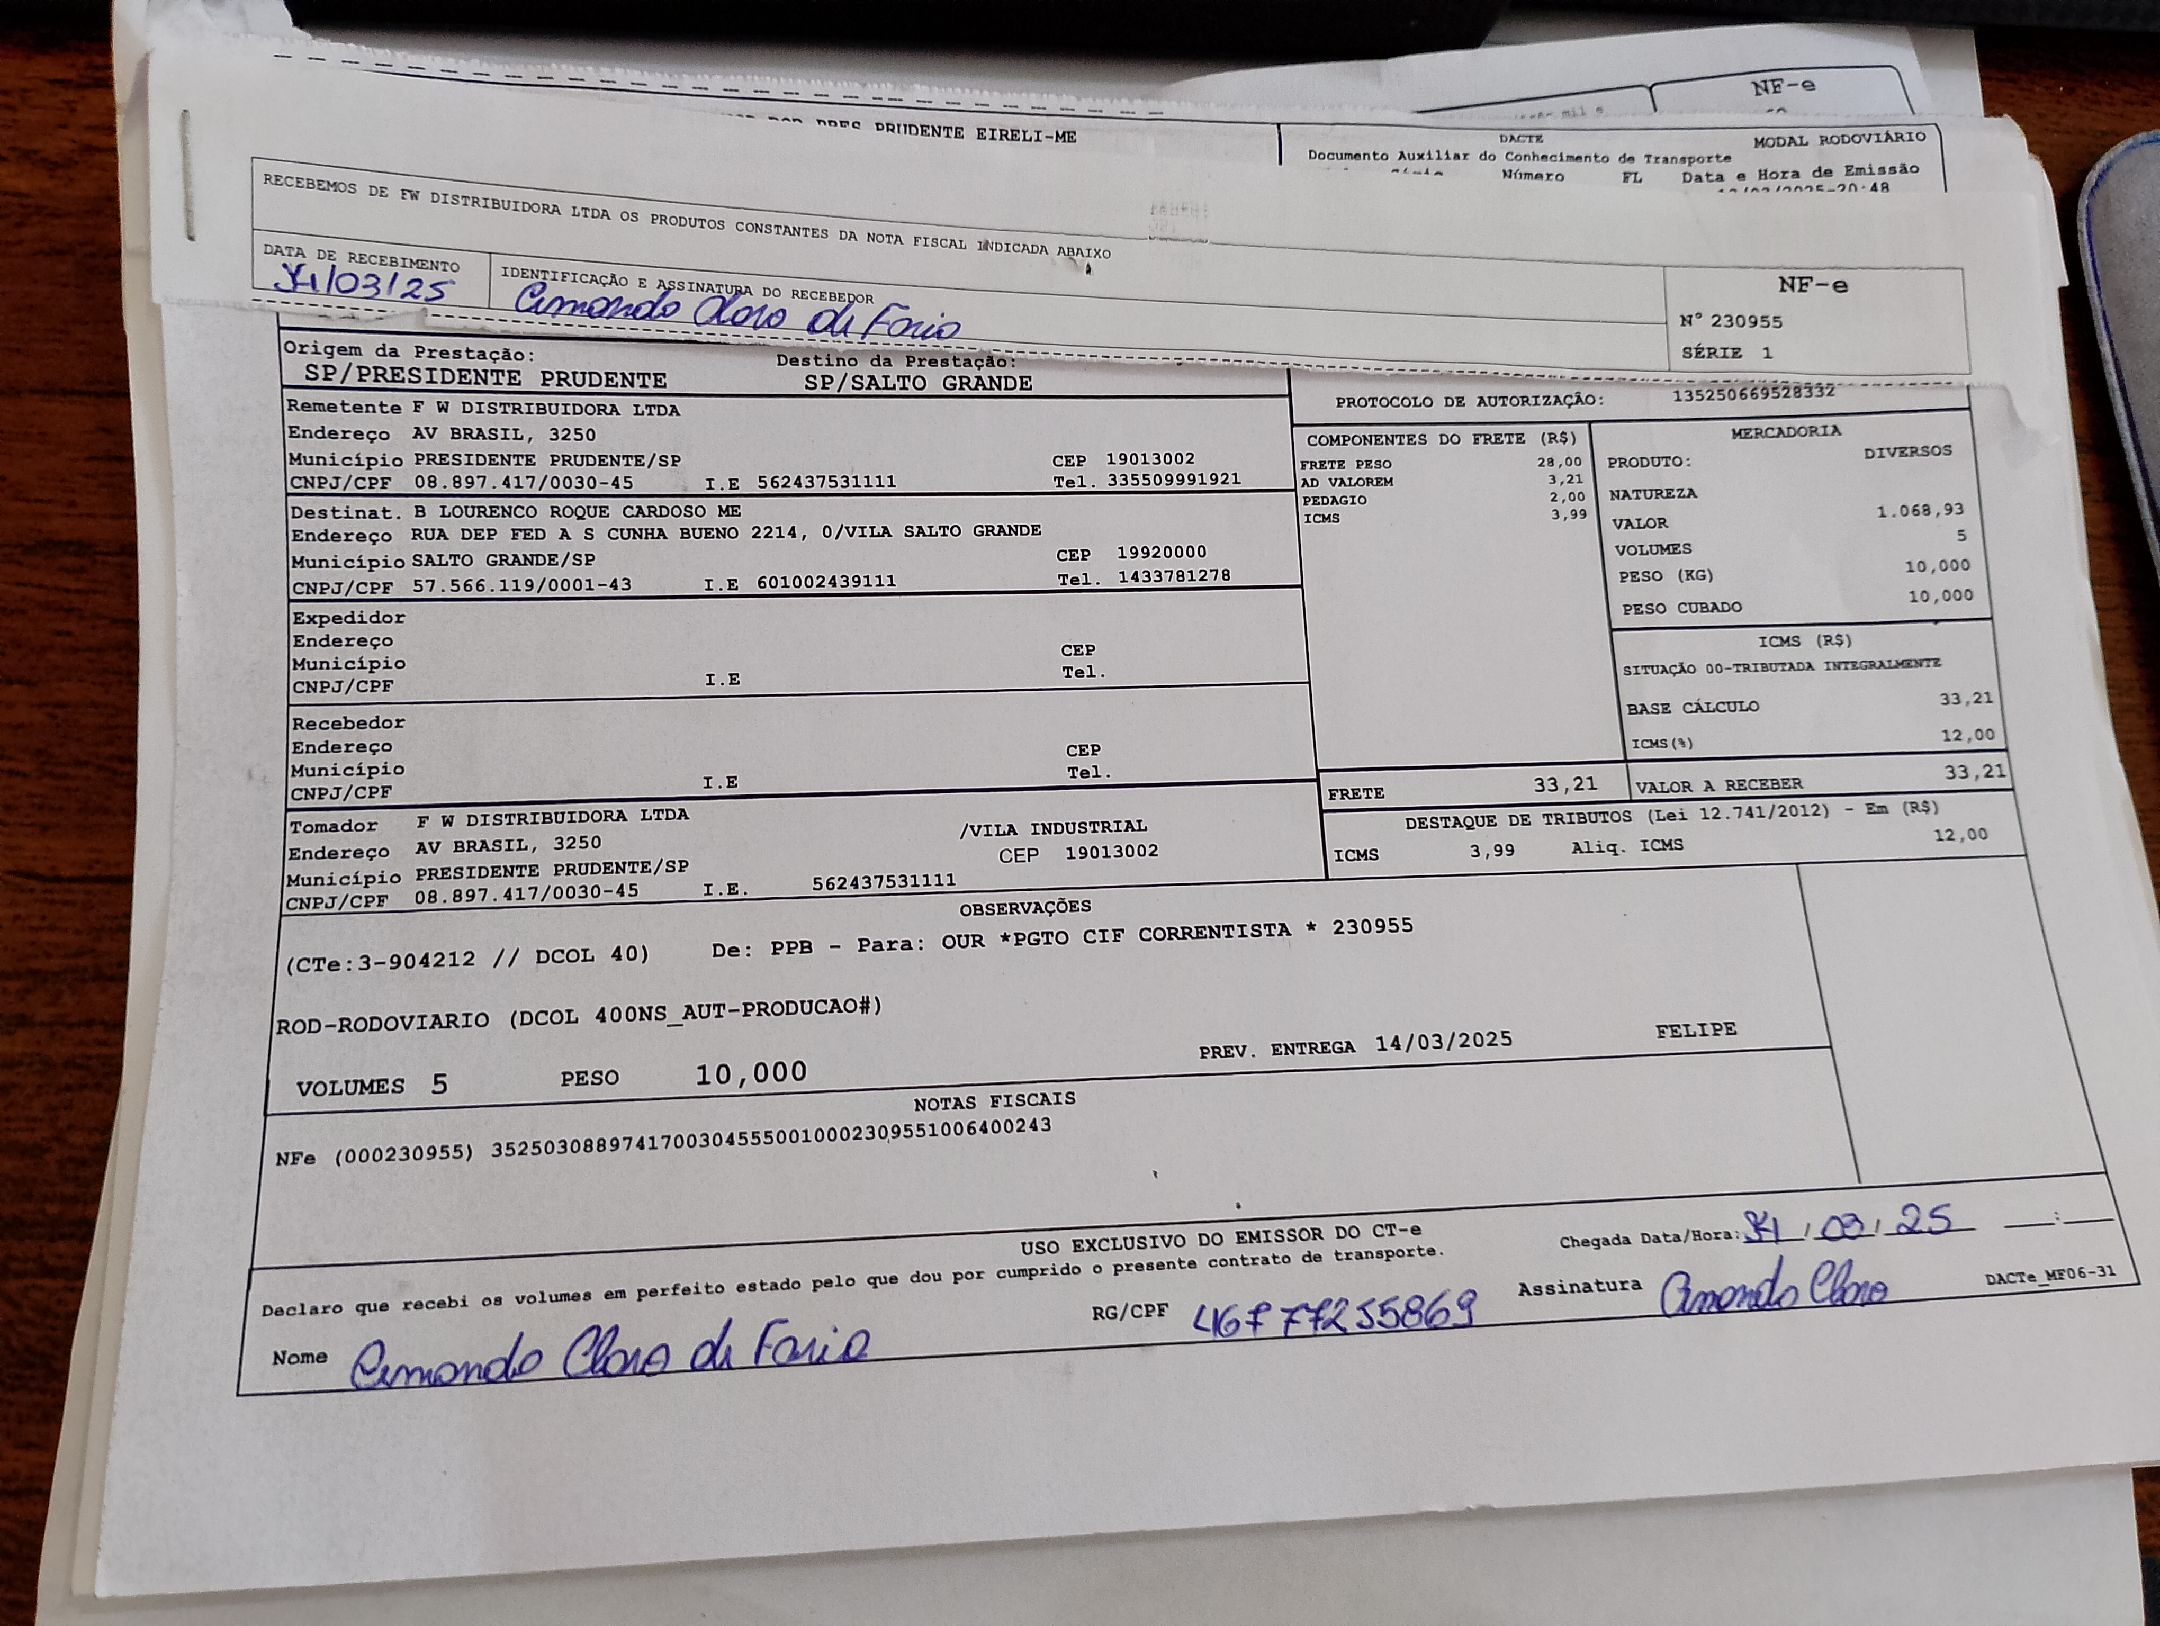 NF-e
PRUDENTE EIRELI-ME
DACTE
MODAL RODOVIÁRIO
Documento Auxiliar do Conhecimento de Transporte
Número FL Data e Hora de Emissão
RECEBEMOS DE FW DISTRIBUIDORA LTDA OS PRODUTOS CONSTANTES DA NOTA FISCAL INDICADA ABAIXO
DATA DE RECEBIMENTO
IDENTIFICAÇÃO E ASSINATURA DO RECEBEDOR
NF-e
Nº 230955
SÉRIE 1
Origem da Prestação:
SP/PRESIDENTE PRUDENTE
Destino da Prestação:
SP/SALTO GRANDE
Remetente F W DISTRIBUIDORA LTDA
Endereço AV BRASIL, 3250
Município PRESIDENTE PRUDENTE/SP CEP 19013002
CNPJ/CPF 08.897.417/0030-45 I.E 562437531111 Tel. 335509991921
Destinat. B LOURENCO ROQUE CARDOSO ME
Endereço RUA DEP FED A S CUNHA BUENO 2214, 0/VILA SALTO GRANDE
Município SALTO GRANDE/SP CEP 19920000
CNPJ/CPF 57.566.119/0001-43 I.E 601002439111 Tel. 1433781278
Expedidor
Endereço
Município CEP
CNPJ/CPF I.E Tel.
Recebedor
Endereço
Município CEP
CNPJ/CPF I.E Tel.
Tomador F W DISTRIBUIDORA LTDA
Endereço AV BRASIL, 3250 /VILA INDUSTRIAL
Município PRESIDENTE PRUDENTE/SP CEP 19013002
CNPJ/CPF 08.897.417/0030-45 I.E. 562437531111
PROTOCOLO DE AUTORIZAÇÃO: 135250669528332
COMPONENTES DO FRETE (R$)
FRETE PESO 28,00
AD VALOREM 3,21
PEDAGIO 2,00
ICMS 3,99
MERCADORIA
PRODUTO: DIVERSOS
NATUREZA
VALOR 1.068,93
VOLUMES 5
PESO (KG) 10,000
PESO CUBADO 10,000
ICMS (R$)
SITUAÇÃO 00-TRIBUTADA INTEGRALMENTE
BASE CÁLCULO 33,21
ICMS(%) 12,00
FRETE 33,21 VALOR A RECEBER 33,21
DESTAQUE DE TRIBUTOS (Lei 12.741/2012) - Em (R$)
ICMS 3,99 Aliq. ICMS 12,00
OBSERVAÇÕES
(CTe:3-904212 // DCOL 40) De: PPB - Para: OUR *PGTO CIF CORRENTISTA * 230955
ROD-RODOVIARIO (DCOL 400NS_AUT-PRODUCAO#)
VOLUMES 5 PESO 10,000 PREV. ENTREGA 14/03/2025 FELIPE
NOTAS FISCAIS
NFe (000230955) 35250308897417003045550010002309551006400243
USO EXCLUSIVO DO EMISSOR DO CT-e
Declaro que recebi os volumes em perfeito estado pelo que dou por cumprido o presente contrato de transporte.
Chegada Data/Hora: / 03 / 25 :
Nome
RG/CPF
Assinatura
DACTe_MF06-31